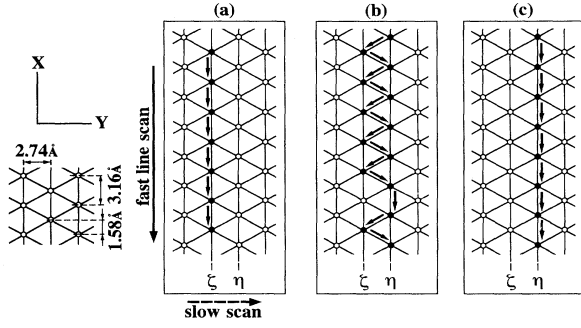 (a) (b) (c)
X
Y
2.74Å
3.16Å
1.58Å
fast line scan
ζ η ζ η ζ η
slow scan